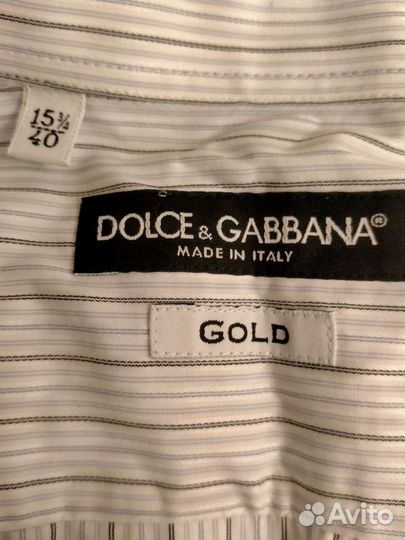 15¾
40
DOLCE & GABBANA®
MADE IN ITALY
GOLD
Avito